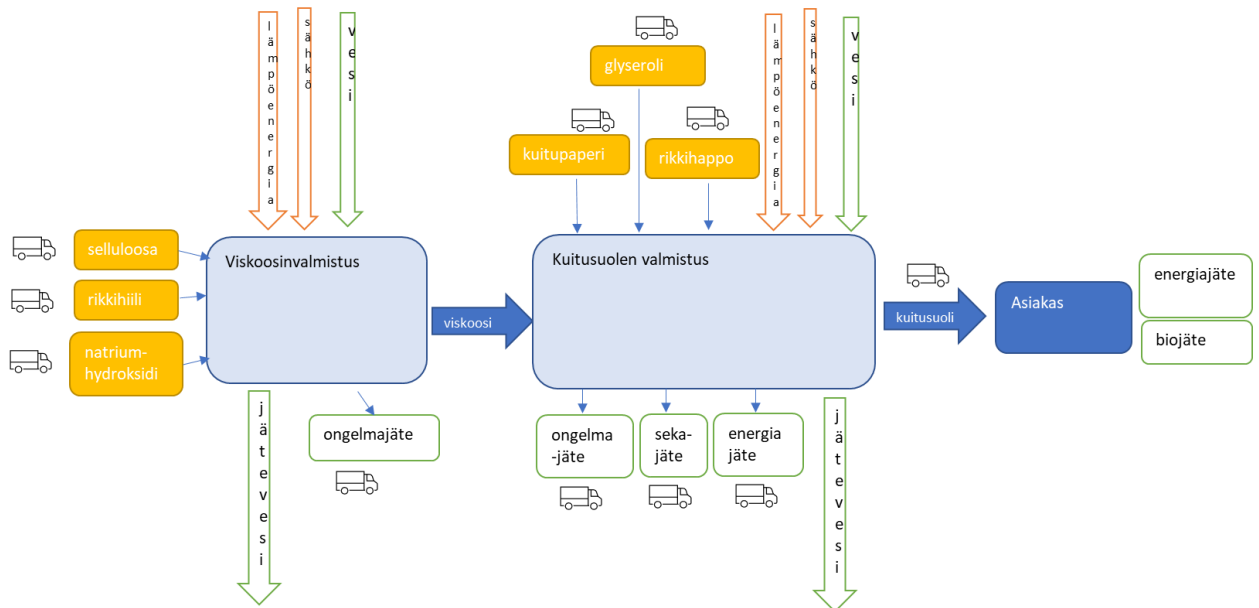 lämpöenergia
sähkö
vesi
glyseroli
kuitupaperi
rikkihappo
lämpöenergia
sähkö
vesi
selluloosa
rikkihiili
natrium-
hydroksidi
Viskoosinvalmistus
viskoosi
Kuitusuolen valmistus
kuitusuoli
Asiakas
energiajäte
biojäte
jätevesi
ongelmajäte
ongelma
-jäte
seka-
jäte
energia
jäte
jätevesi